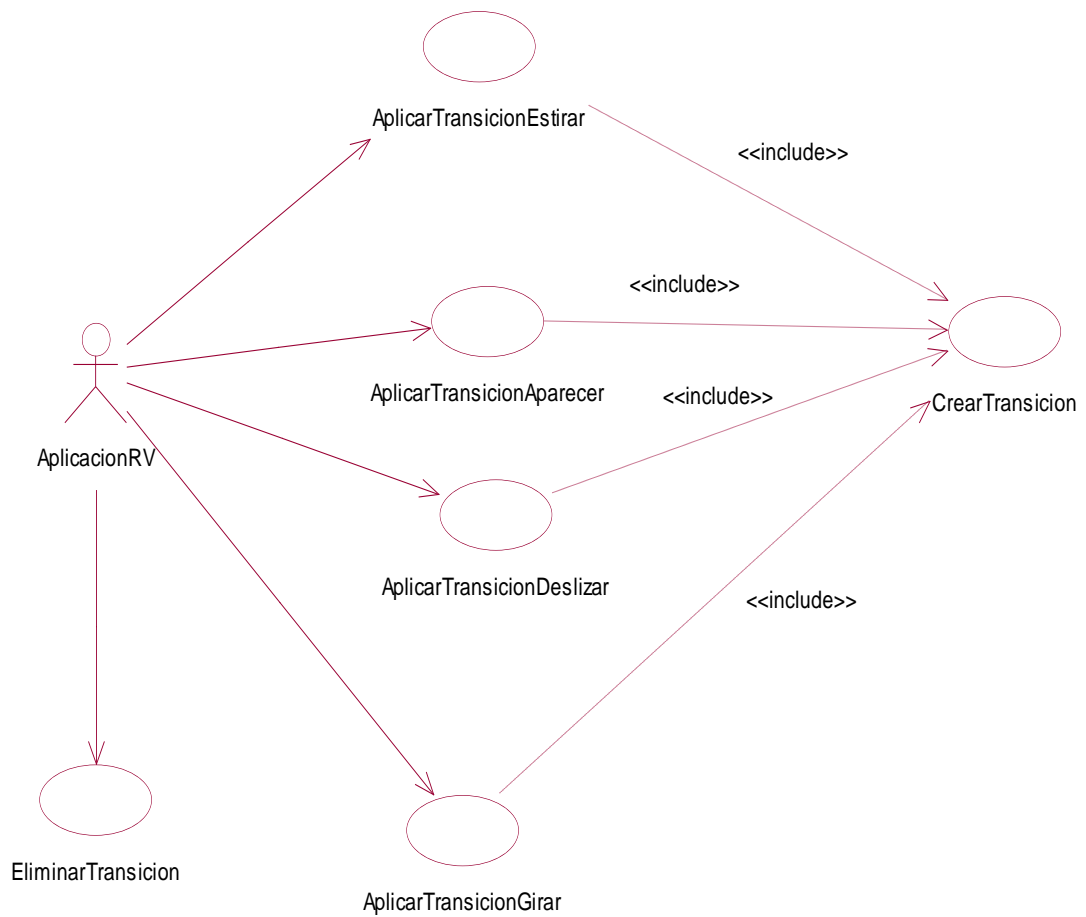 AplicarTransicionEstirar
<<include>>
<<include>>
AplicarTransicionAparecer
<<include>>
CrearTransicion
AplicacionRV
AplicarTransicionDeslizar
<<include>>
EliminarTransicion
AplicarTransicionGirar